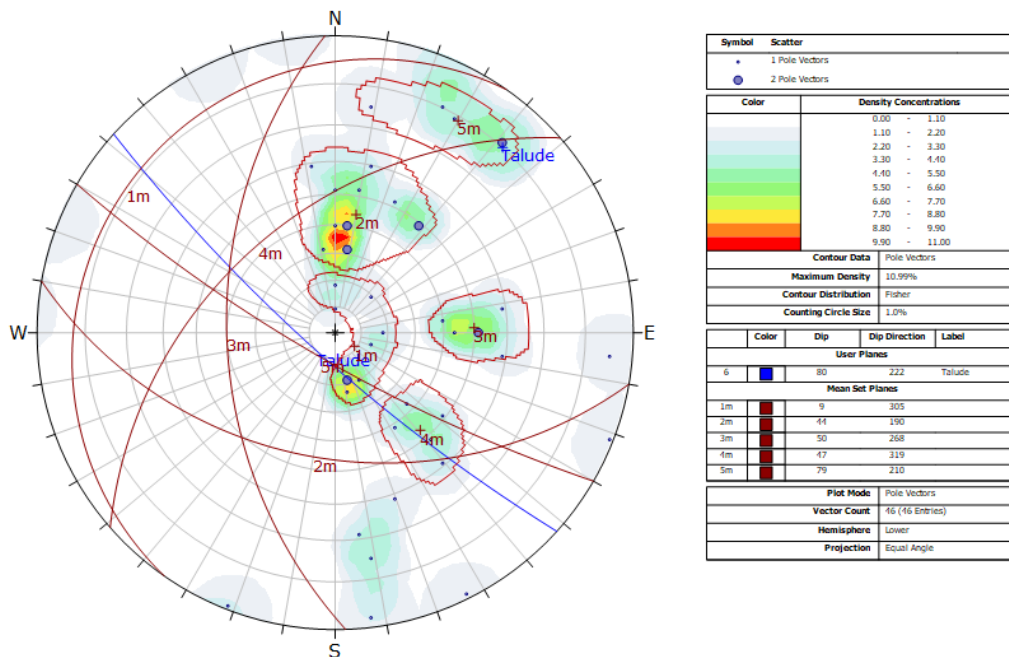 N
W
E
S
1m
2m
3m
4m
5m
Talude
Talude
5m
1m
2m
3m
4m
Symbol Scatter
1 Pole Vectors
2 Pole Vectors
Color Density Concentrations
0.00 - 1.10
1.10 - 2.20
2.20 - 3.30
3.30 - 4.40
4.40 - 5.50
5.50 - 6.60
6.60 - 7.70
7.70 - 8.80
8.80 - 9.90
9.90 - 11.00
Contour Data Pole Vectors
Maximum Density 10.99%
Contour Distribution Fisher
Counting Circle Size 1.0%
Color Dip Dip Direction Label
User Planes
6 80 222 Talude
Mean Set Planes
1m 9 305
2m 44 190
3m 50 268
4m 47 319
5m 79 210
Plot Mode Pole Vectors
Vector Count 46 (46 Entries)
Hemisphere Lower
Projection Equal Angle